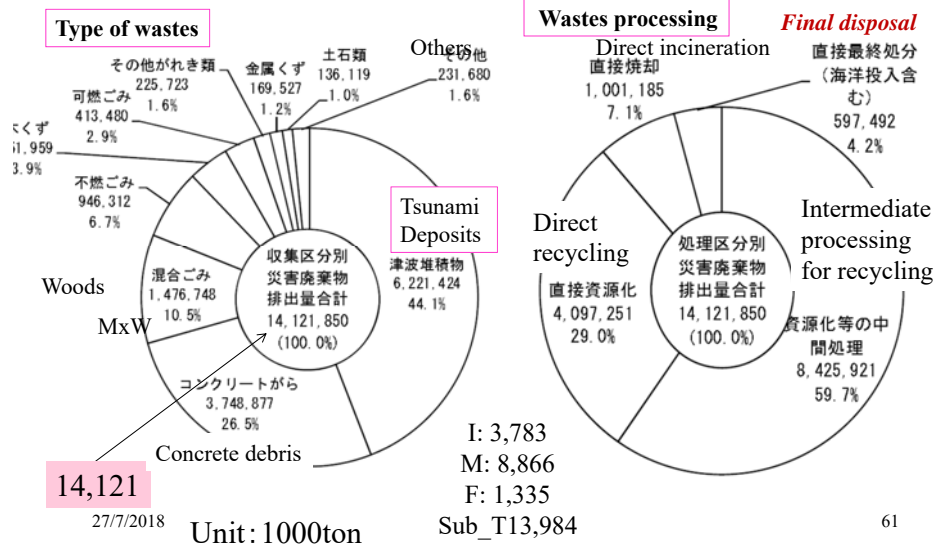 Type of wastes
Wastes processing
Final disposal
Others
その他
231,680
1.6%
土石類
136,119
1.0%
金属くず
169,527
1.2%
その他がれき類
225,723
1.6%
可燃ごみ
413,480
2.9%
くず
1,959
3.9%
不燃ごみ
946,312
6.7%
Woods
混合ごみ
1,476,748
10.5%
MxW
コンクリートがら
3,748,877
26.5%
Concrete debris
Tsunami
Deposits
津波堆積物
6,221,424
44.1%
収集区分別
災害廃棄物
排出量合計
14,121,850
(100.0%)
Direct incineration
直接焼却
1,001,185
7.1%
直接最終処分
（海洋投入含
む）
597,492
4.2%
Direct
recycling
直接資源化
4,097,251
29.0%
処理区分別
災害廃棄物
排出量合計
14,121,850
(100.0%)
Intermediate
processing
for recycling
資源化等の中
間処理
8,425,921
59.7%
I: 3,783
M: 8,866
F: 1,335
Sub_T13,984
14,121
27/7/2018
Unit：1000ton
61